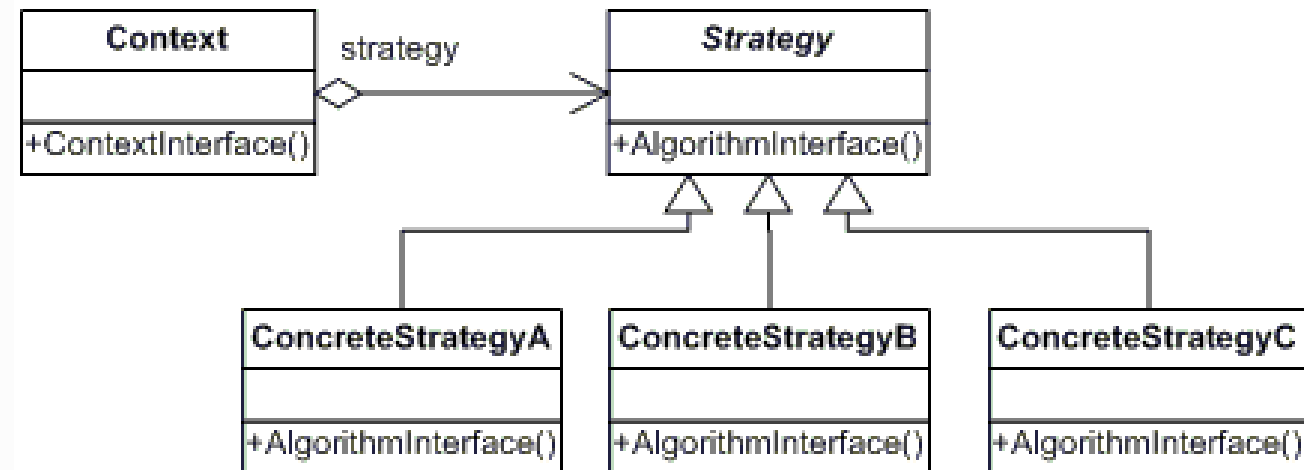 Context
strategy
Strategy
+ContextInterface()
+AlgorithmInterface()
ConcreteStrategyA
ConcreteStrategyB
ConcreteStrategyC
+AlgorithmInterface()
+AlgorithmInterface()
+AlgorithmInterface()